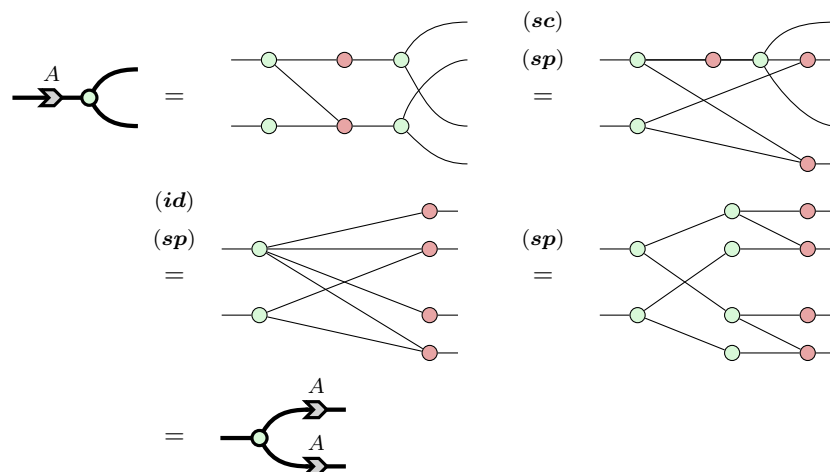 (sc)
A
(sp)
=
=
(id)
(sp)
(sp)
=
=
A
=
A